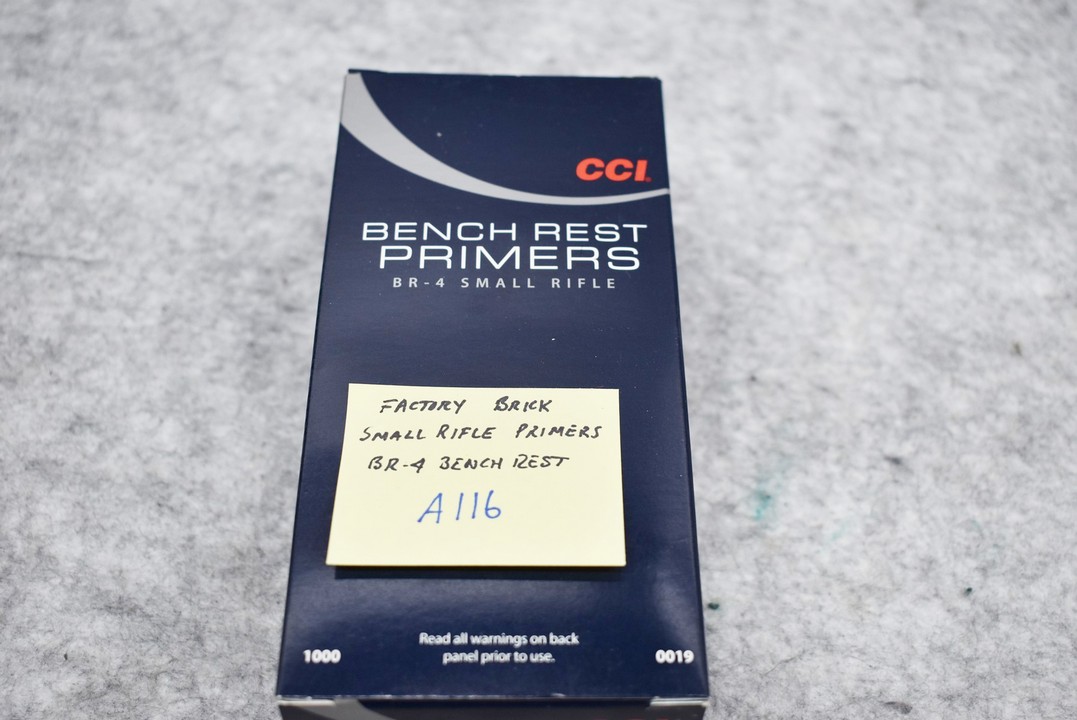 CCI
BENCH REST
PRIMERS
BR-4 SMALL RIFLE
FACTORY BRICK
SMALL RIFLE PRIMERS
BR-4 BENCH REST
A116
Read all warnings on back
panel prior to use.
1000
0019